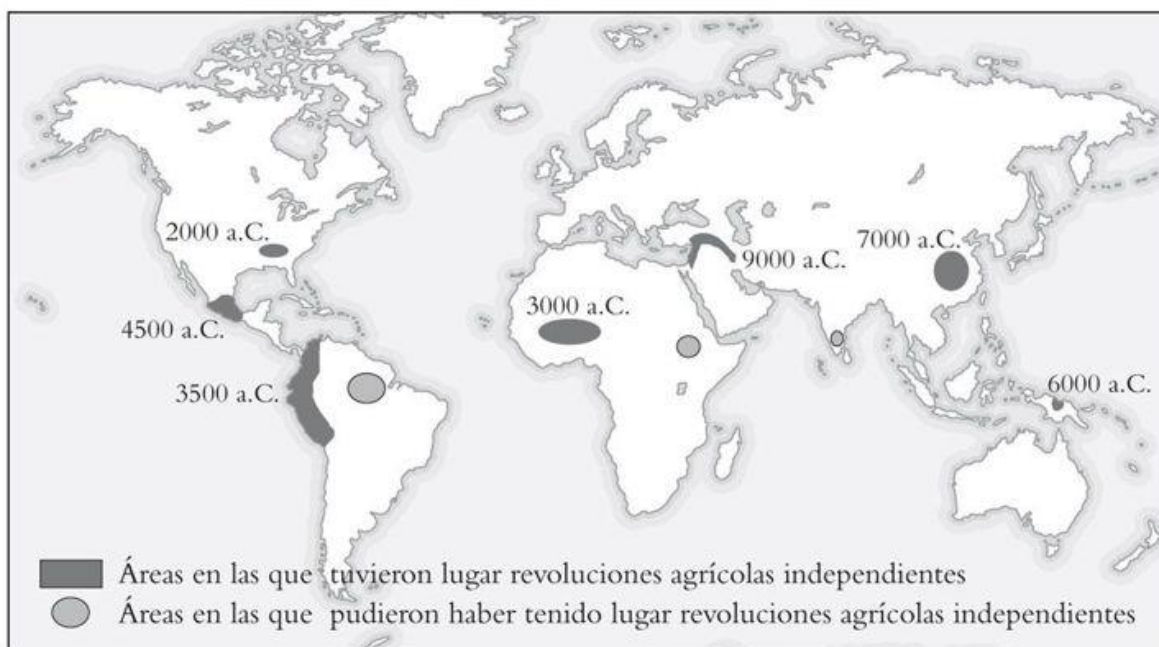 2000 a.C.
7000 a.C.
9000 a.C.
3000 a.C.
4500 a.C.
3500 a.C.
6000 a.C.
Áreas en las que tuvieron lugar revoluciones agrícolas independientes
Áreas en las que pudieron haber tenido lugar revoluciones agrícolas independientes